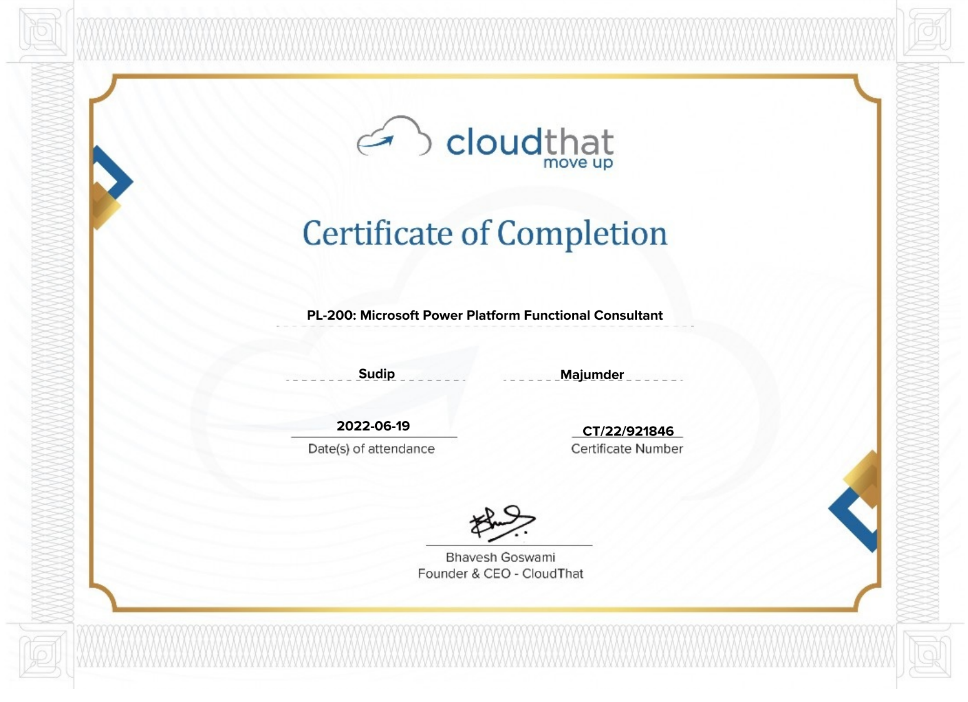 cloudthat
move up
Certificate of Completion
PL-200: Microsoft Power Platform Functional Consultant
Sudip Majumder
2022-06-19 CT/22/921846
Date(s) of attendance Certificate Number
Bhavesh Goswami
Founder & CEO - CloudThat